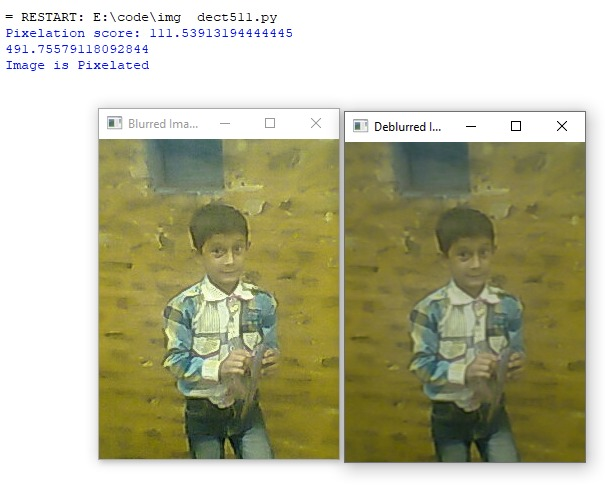 = RESTART: E:\code\img  dect511.py
Pixelation score: 111.53913194444445
491.75579118092844
Image is Pixelated
Blurred Ima...
Deblurred I...